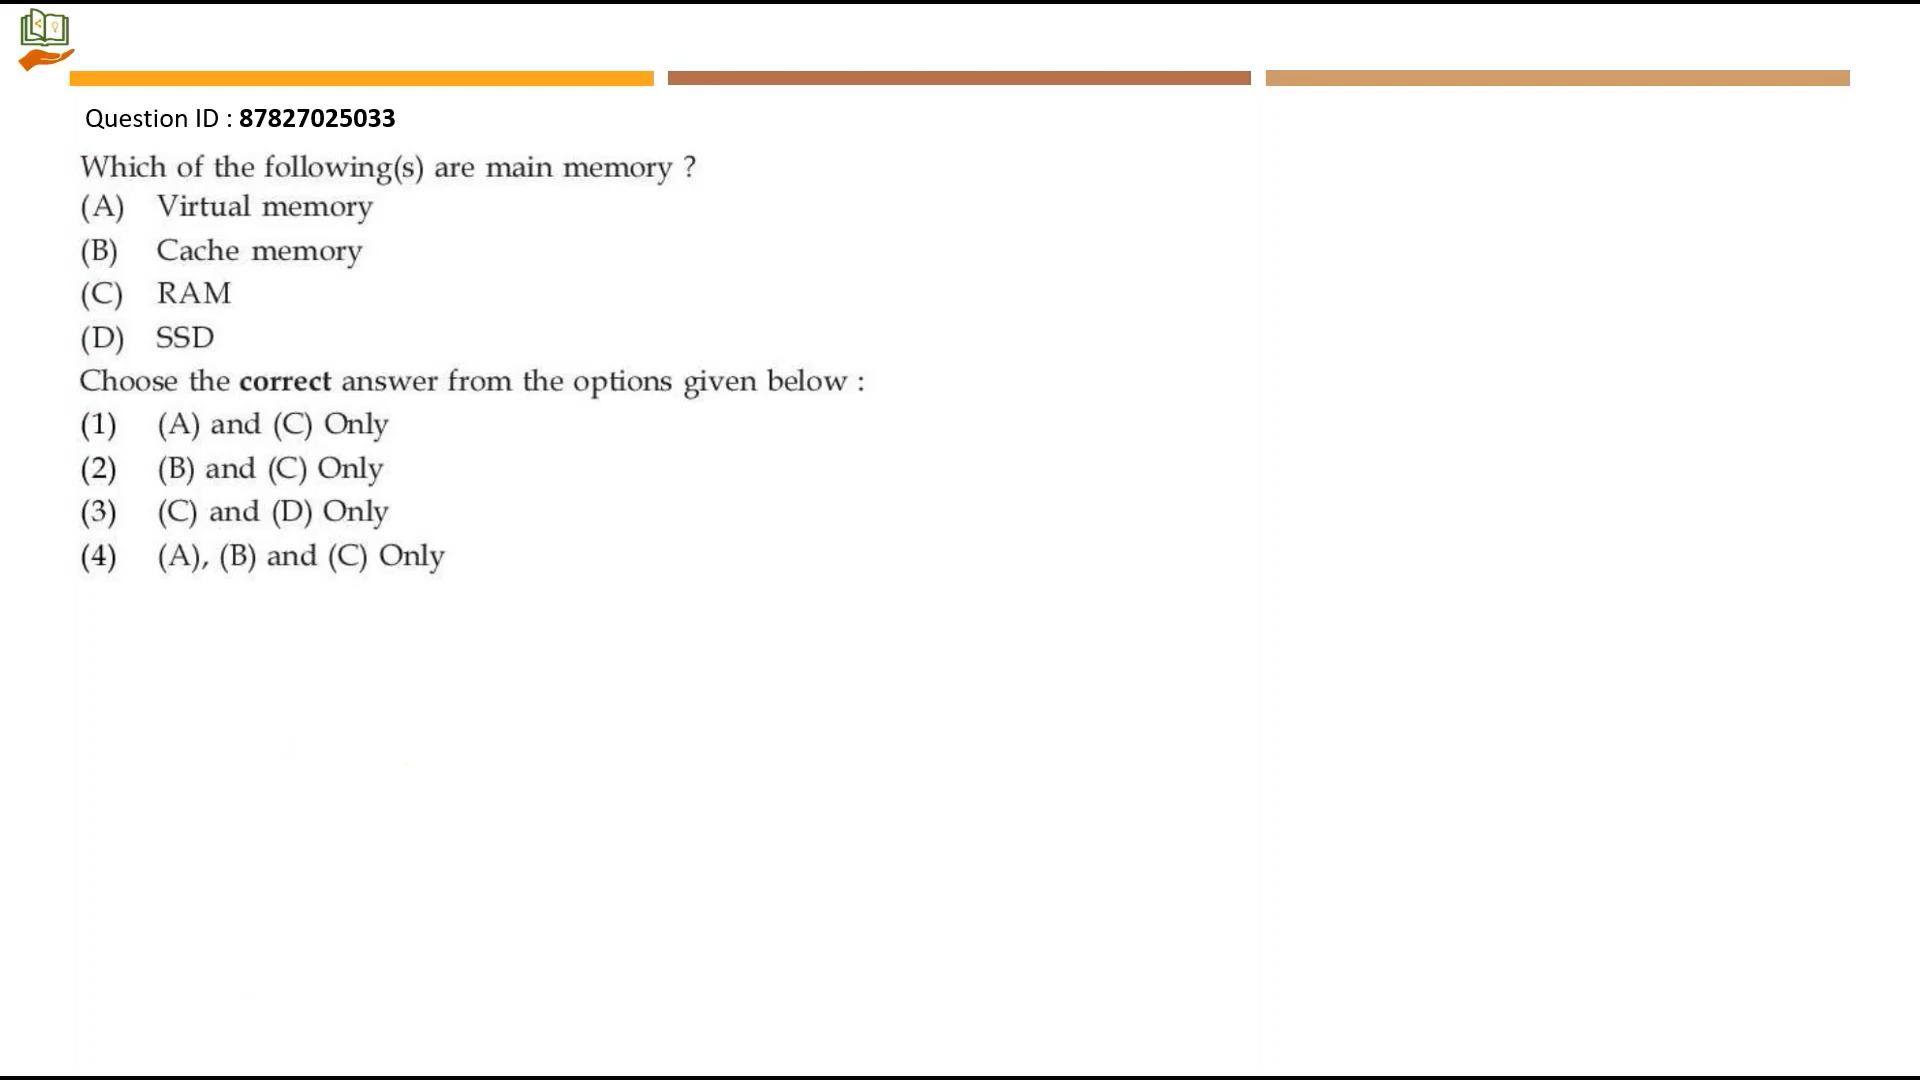 Question ID : 87827025033
Which of the following(s) are main memory ?
(A) Virtual memory
(B) Cache memory
(C) RAM
(D) SSD
Choose the correct answer from the options given below :
(1) (A) and (C) Only
(2) (B) and (C) Only
(3) (C) and (D) Only
(4) (A), (B) and (C) Only